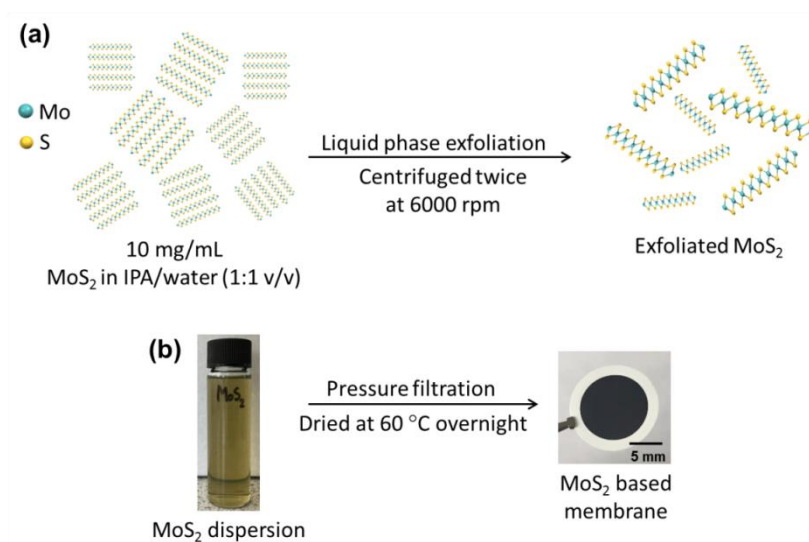 (a)
Mo
S
Liquid phase exfoliation
Centrifuged twice
at 6000 rpm
10 mg/mL
MoS₂ in IPA/water (1:1 v/v)
Exfoliated MoS₂
(b)
MoS₂
Pressure filtration
Dried at 60 °C overnight
5 mm
MoS₂ dispersion
MoS₂ based
membrane